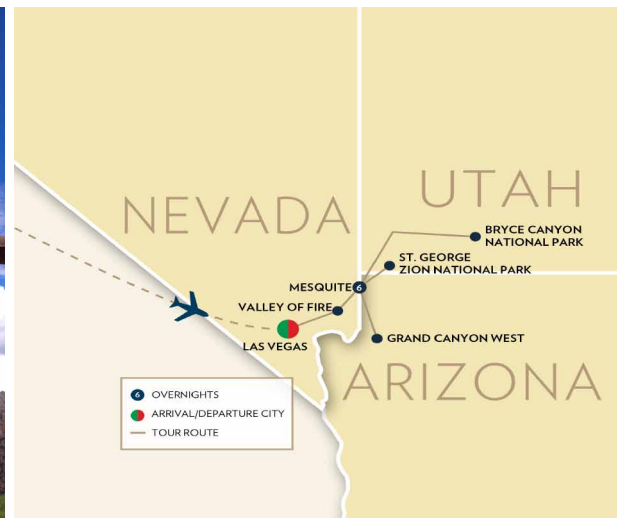 NEVADA
UTAH
BRYCE CANYON
NATIONAL PARK
ST. GEORGE
ZION NATIONAL PARK
MESQUITE 6
VALLEY OF FIRE
LAS VEGAS
GRAND CANYON WEST
ARIZONA
6 OVERNIGHTS
ARRIVAL/DEPARTURE CITY
TOUR ROUTE